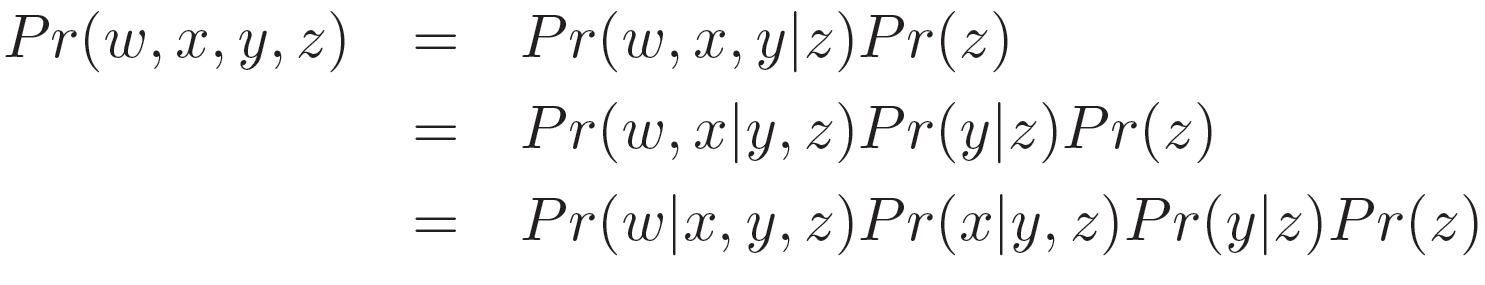 Pr(w, x, y, z) = Pr(w, x, y|z)Pr(z)
= Pr(w, x|y, z)Pr(y|z)Pr(z)
= Pr(w|x, y, z)Pr(x|y, z)Pr(y|z)Pr(z)